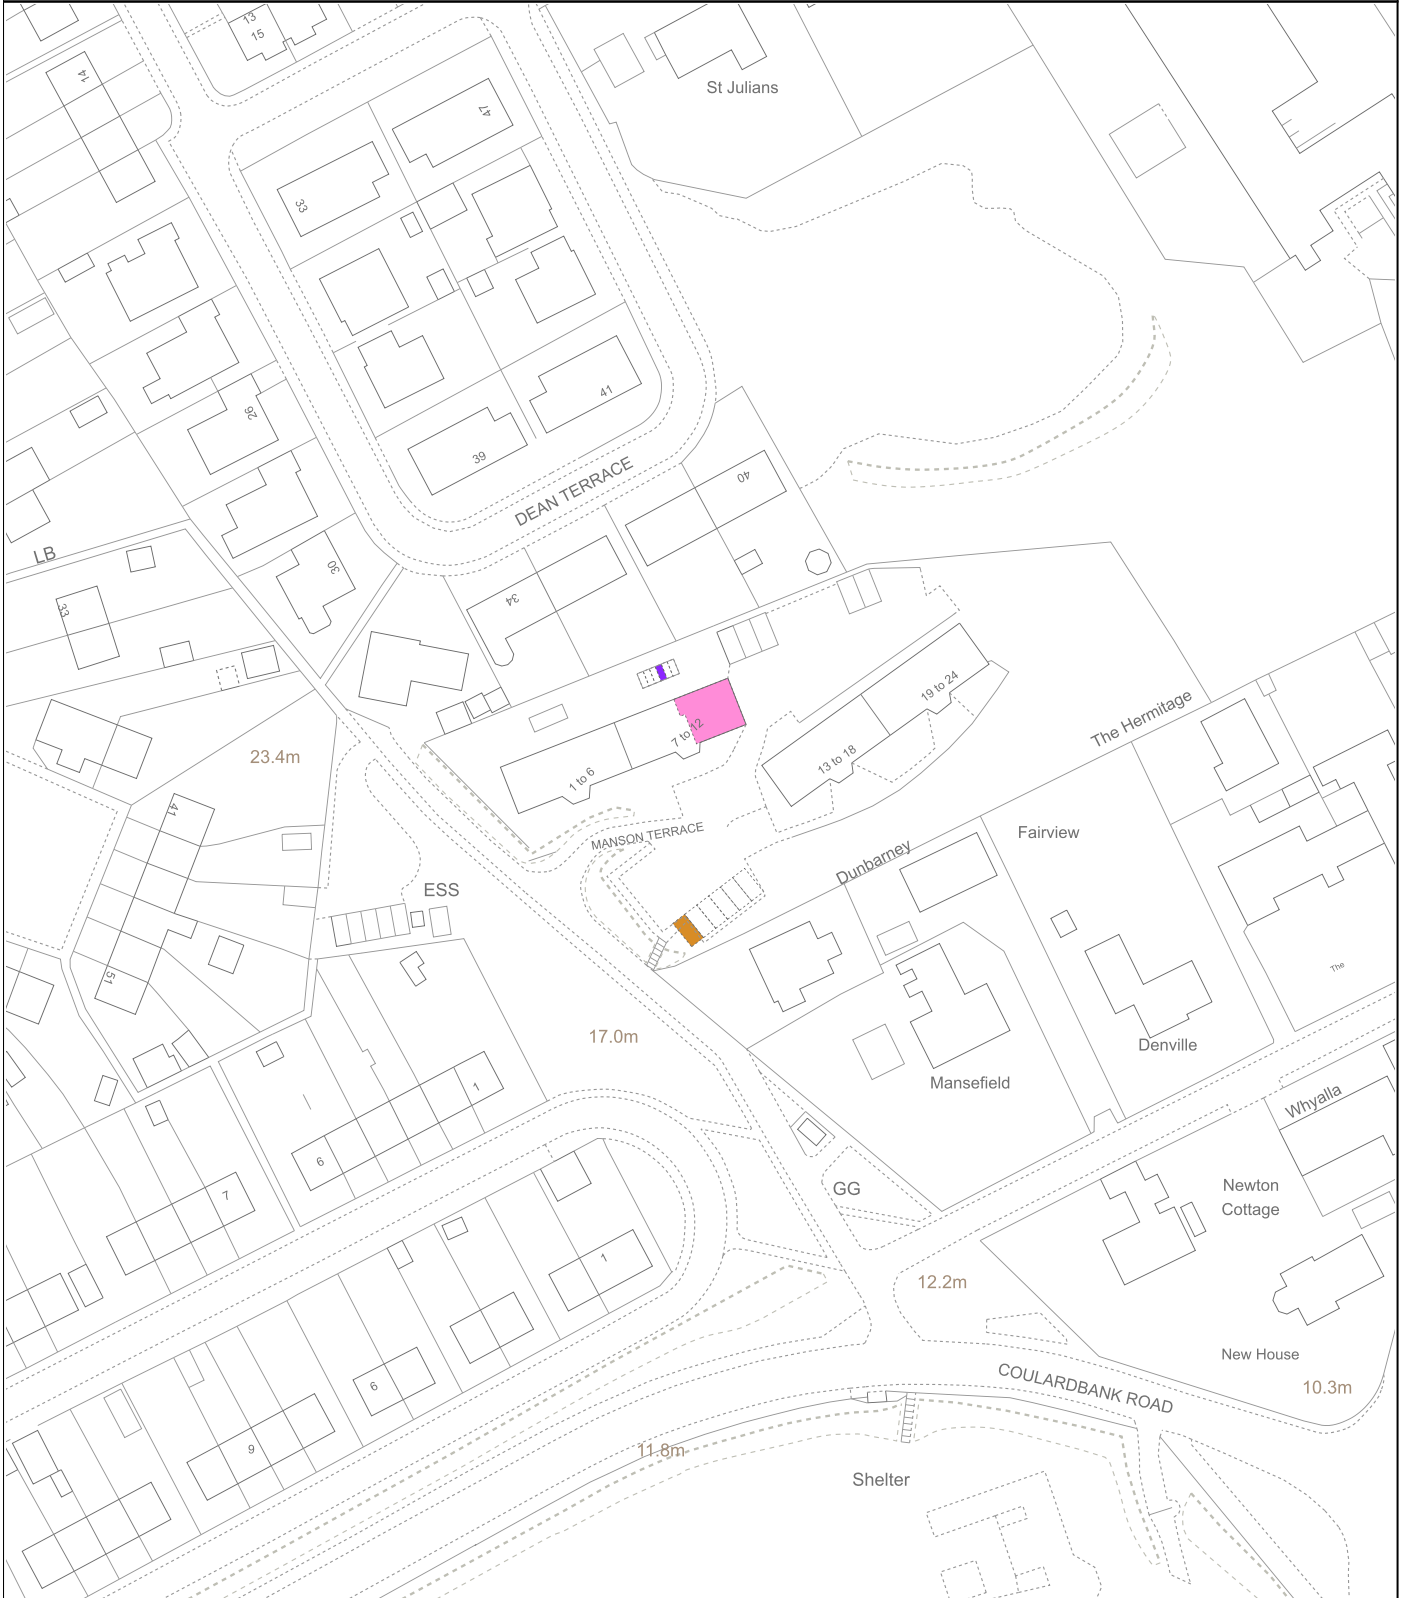 13
15
14
St Julians
47
33
41
26
39
DEAN TERRACE
40
LB
30
33
34
19 to 24
The Hermitage
7 to 12
23.4m
13 to 18
1 to 6
41
MANSON TERRACE
Fairview
Dunbarney
ESS
The
51
17.0m
Denville
Mansefield
1
Whyalla
6
7
GG
Newton
Cottage
1
12.2m
New House
COULARDBANK ROAD
10.3m
6
9
11.8m
Shelter